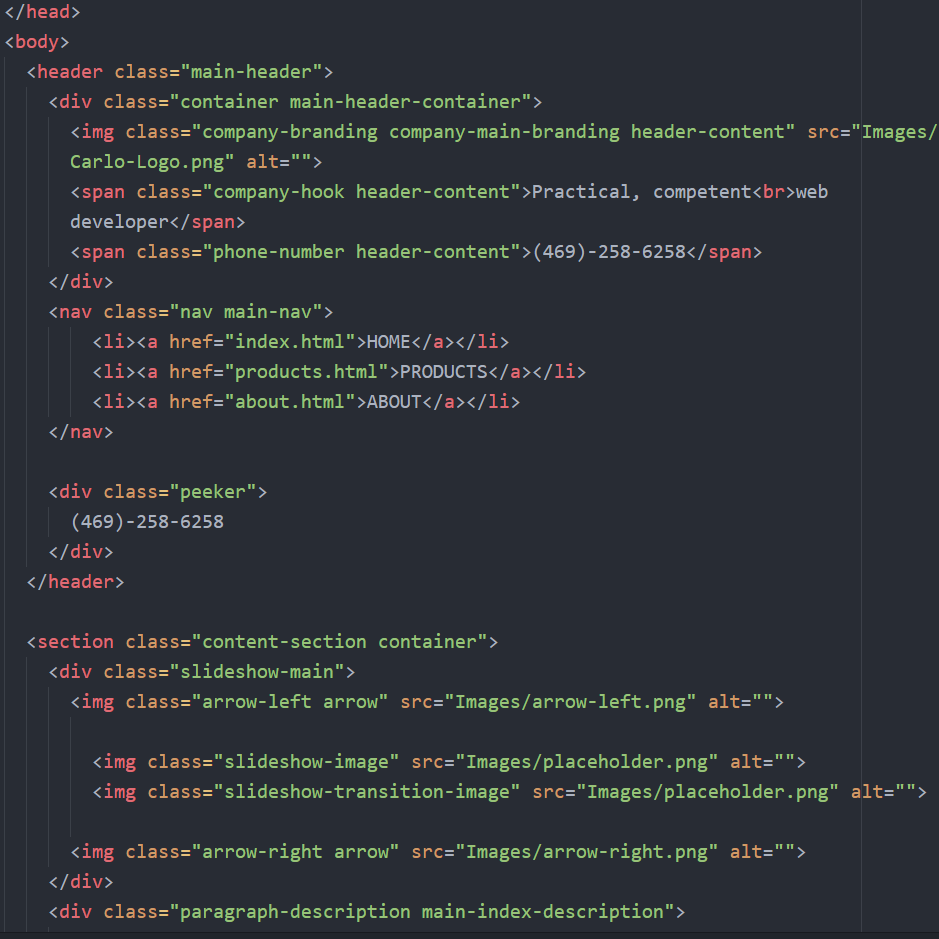 </head>
<body>
<header class="main-header">
<div class="container main-header-container">
<img class="company-branding company-main-branding header-content" src="Images/
Carlo-Logo.png" alt="">
<span class="company-hook header-content">Practical, competent<br>web
developer</span>
<span class="phone-number header-content">(469)-258-6258</span>
</div>
<nav class="nav main-nav">
<li><a href="index.html">HOME</a></li>
<li><a href="products.html">PRODUCTS</a></li>
<li><a href="about.html">ABOUT</a></li>
</nav>
<div class="peeker">
(469)-258-6258
</div>
</header>
<section class="content-section container">
<div class="slideshow-main">
<img class="arrow-left arrow" src="Images/arrow-left.png" alt="">
<img class="slideshow-image" src="Images/placeholder.png" alt="">
<img class="slideshow-transition-image" src="Images/placeholder.png" alt="">
<img class="arrow-right arrow" src="Images/arrow-right.png" alt="">
</div>
<div class="paragraph-description main-index-description">